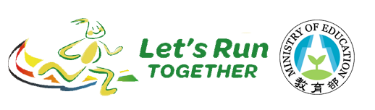 Let's Run
TOGETHER
MINISTRY OF EDUCATION
教育部